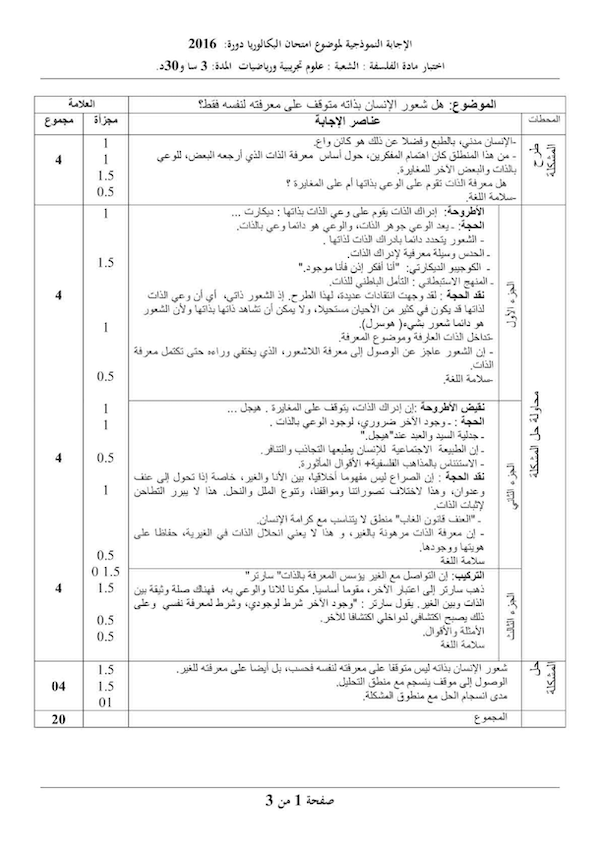 الإجابة النموذجية لموضوع امتحان البكالوريا دورة: 2016
اختبار مادة الفلسفة : الشعبة : علوم تجريبية ورياضيات المدة: 3 سا و30د.
العلامة
مجموع
مجزأة
الموضوع: هل شعور الإنسان بذاته متوقف على معرفته لنفسه فقط؟
عناصر الإجابة
المحطات
طرح المشكلة
-الإنسان مدني، بالطبع وفضلا عن ذلك هو كائن واع.
- من هذا المنطلق كان اهتمام المفكرين، حول أساس معرفة الذات الذي أرجعه البعض، للوعي
بالذات والبعض الآخر للمغايرة.
هل معرفة الذات تقوم على الوعي بذاتها أم على المغايرة ؟
-سلامة اللغة.
1
1
1.5
0.5
4
محاولة حل المشكلة
الجزء الأول
الأطروحة: إدراك الذات يقوم على وعي الذات بذاتها : ديكارت ...
الحجة: ـ يعد الوعي جوهر الذات، والوعي هو دائما وعي بالذات.
- الشعور يتحدد دائما بادراك الذات لذاتها .
- الحدس وسيلة معرفية لإدراك الذات.
- الكوجيبو الديكارتي: "أنا أفكر إذن فأنا موجود."
- المنهج الاستبطاني : التأمل الباطني للذات.
نقد الحجة : لقد وجهت انتقادات عديدة، لهذا الطرح. إذ الشعور ذاتي، أي أن وعي الذات
لذاتها قد يكون في كثير من الأحيان مستحيلا، ولا يمكن أن تشاهد ذاتها بذاتها ولأن الشعور
هو دائما شعور بشيء( هوسرل).
-تداخل الذات العارفة وموضوع المعرفة.
- إن الشعور عاجز عن الوصول إلى معرفة اللاشعور، الذي يختفي وراءه حتى تكتمل معرفة
الذات.
-سلامة اللغة.
1
1.5
1
0.5
4
الجزء الثاني
نقيض الأطروحة :إن إدراك الذات، يتوقف على المغايرة . هيجل ...
الحجة : ـ وجود الآخر ضروري، لوجود الوعي بالذات .
- جدلية السيد والعبد عند"هيجل."
- إن الطبيعة الاجتماعية للإنسان يطبعها التجاذب والتنافر.
- الاستئناس بالمذاهب الفلسفية+ الأقوال المأثورة.
نقد الحجة : إن الصراع ليس مفهوما أخلاقيا، بين الأنا والغير، خاصة إذا تحول إلى عنف
وعدوان، وهذا لاختلاف تصوراتنا ومواقفنا، وتنوع الملل والنحل. هذا لا يبرر التطاحن
لإثبات الذات.
ـ "العنف قانون الغاب" منطق لا يتناسب مع كرامة الإنسان.
- إن معرفة الذات مرهونة بالغير، و هذا لا يعني انحلال الذات في الغيرية، حفاظا على
هويتها ووجودها.
سلامة اللغة
1
1
0.5
1
0.5
4
الجزء الثالث
التركيب: إن التواصل مع الغير يؤسس المعرفة بالذات" سارتر"
ذهب سارتر إلى اعتبار الآخر، مقوما أساسيا. مكونا للانا والوعي به، فهناك صلة وثيقة بين
الذات وبين الغير. يقول سارتر : "وجود الآخر شرط لوجودي، وشرط لمعرفة نفسي وعلى
ذلك يصبح اكتشافي لدواخلي اكتشافا للآخر.
الأمثلة والأقوال.
سلامة اللغة
1.5 0
1.5
0.5
0.5
4
حل المشكلة
شعور الإنسان بذاته ليس متوقفا على معرفته لنفسه فحسب، بل أيضا على معرفته للغير.
الوصول إلى موقف ينسجم مع منطق التحليل.
مدى انسجام الحل مع منطوق المشكلة.
1.5
1.5
01
04
المجموع
20
صفحة 1 من 3